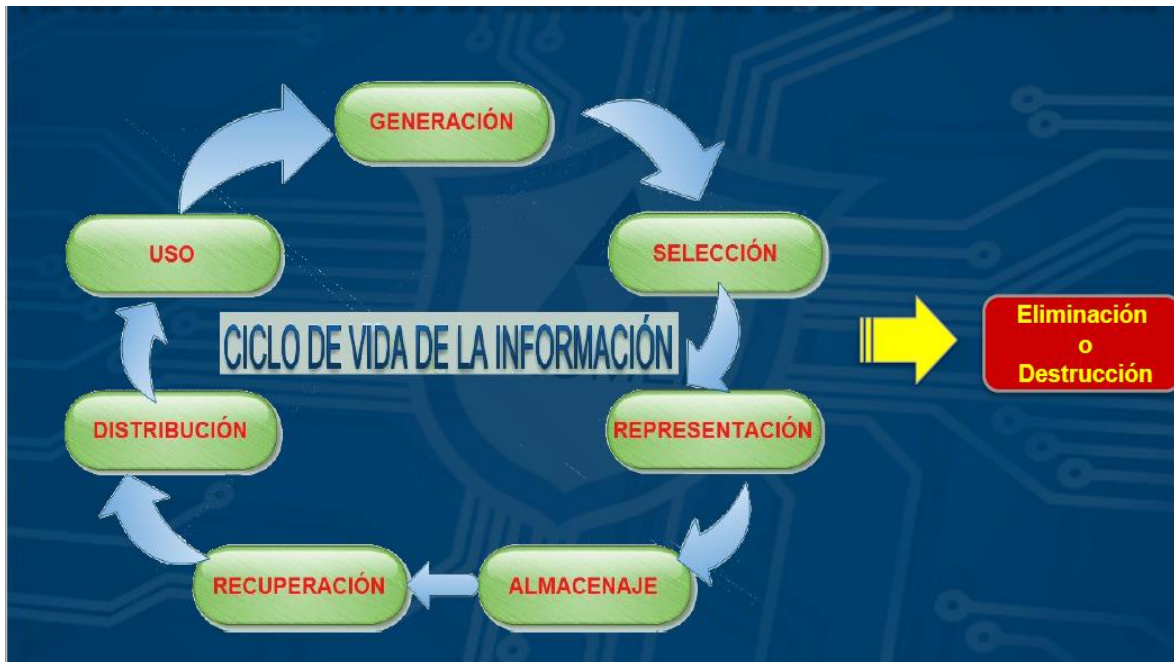 GENERACIÓN
SELECCIÓN
REPRESENTACIÓN
ALMACENAJE
RECUPERACIÓN
DISTRIBUCIÓN
USO
CICLO DE VIDA DE LA INFORMACIÓN
Eliminación
o
Destrucción